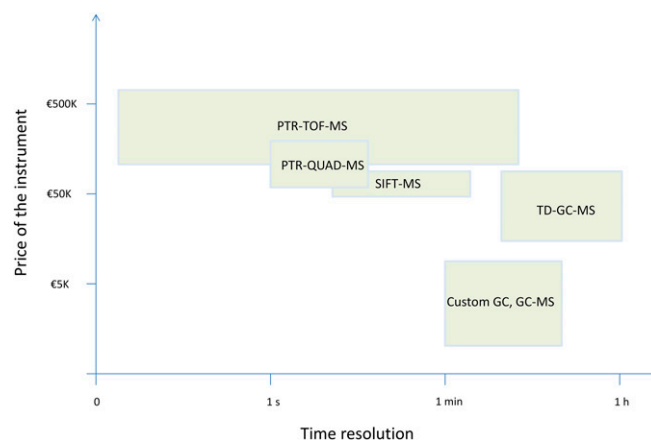 Price of the instrument
€500K
€50K
€5K
PTR-TOF-MS
PTR-QUAD-MS
SIFT-MS
TD-GC-MS
Custom GC, GC-MS
0
1 s
1 min
1 h
Time resolution